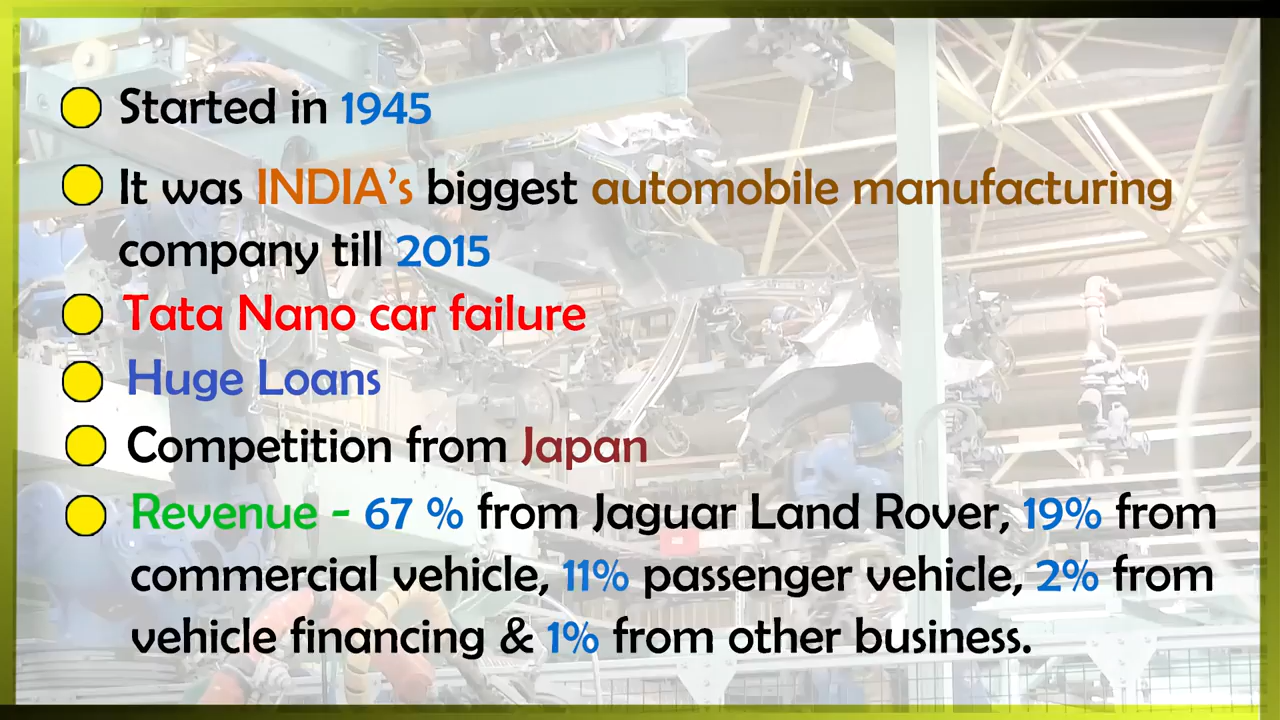 Started in 1945
It was INDIA's biggest automobile manufacturing
company till 2015
Tata Nano car failure
Huge Loans
Competition from Japan
Revenue - 67 % from Jaguar Land Rover, 19% from
commercial vehicle, 11% passenger vehicle, 2% from
vehicle financing & 1% from other business.